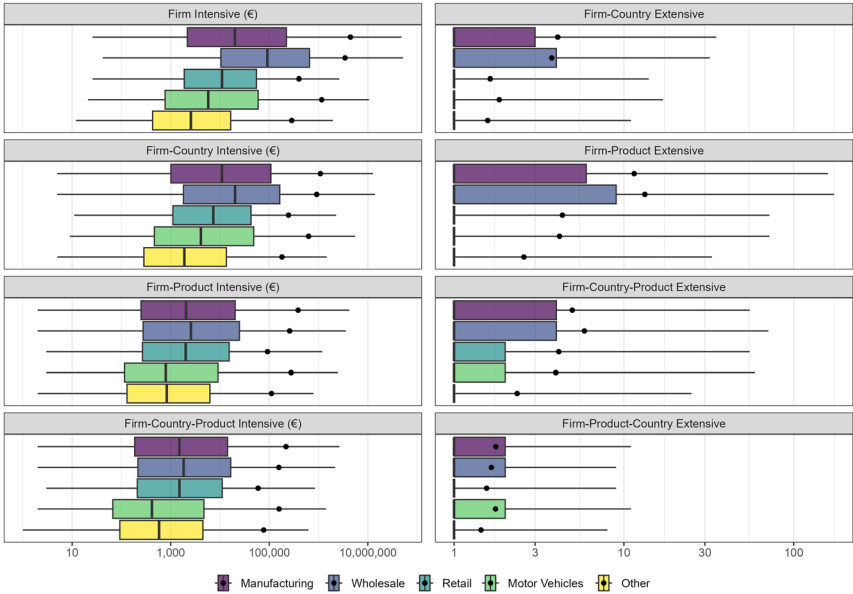 Firm Intensive (€)
Firm-Country Extensive
Firm-Country Intensive (€)
Firm-Product Extensive
Firm-Product Intensive (€)
Firm-Country-Product Extensive
Firm-Country-Product Intensive (€)
Firm-Product-Country Extensive
10 1,000 100,000 10,000,000
1 3 10 30 100
Manufacturing Wholesale Retail Motor Vehicles Other